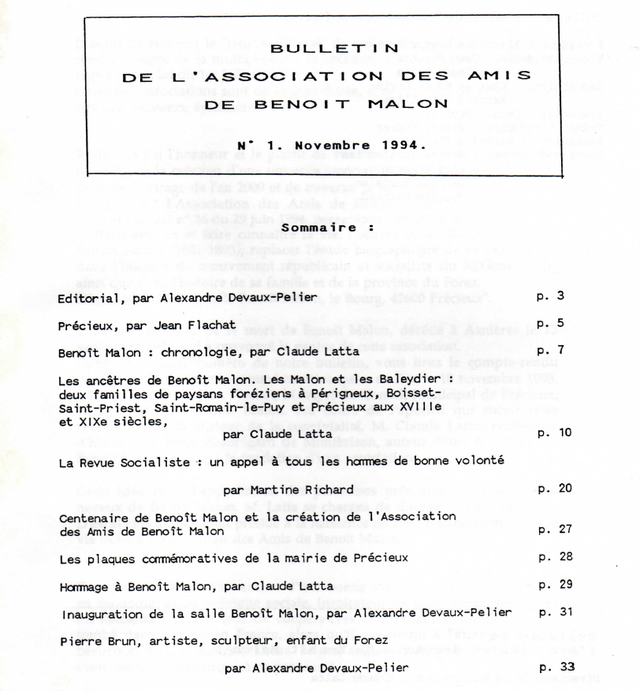 BULLETIN
DE L'ASSOCIATION DES AMIS
DE BENOIT MALON
N° 1. Novembre 1994.
Sommaire :
Editorial, par Alexandre Devaux-Pelier p. 3
Précieux, par Jean Flachat p. 5
Benoît Malon : chronologie, par Claude Latta p. 7
Les ancêtres de Benoît Malon. Les Malon et les Baleydier :
deux familles de paysans foréziens à Périgneux, Boisset-
Saint-Priest, Saint-Romain-le-Puy et Précieux aux XVIIIe
et XIXe siècles,
par Claude Latta p. 10
La Revue Socialiste : un appel à tous les hommes de bonne volonté
par Martine Richard p. 20
Centenaire de Benoît Malon et la création de l'Association
des Amis de Benoît Malon p. 27
Les plaques commémoratives de la mairie de Précieux p. 28
Hommage à Benoît Malon, par Claude Latta p. 29
Inauguration de la salle Benoît Malon, par Alexandre Devaux-Pelier p. 31
Pierre Brun, artiste, sculpteur, enfant du Forez
par Alexandre Devaux-Pelier p. 33